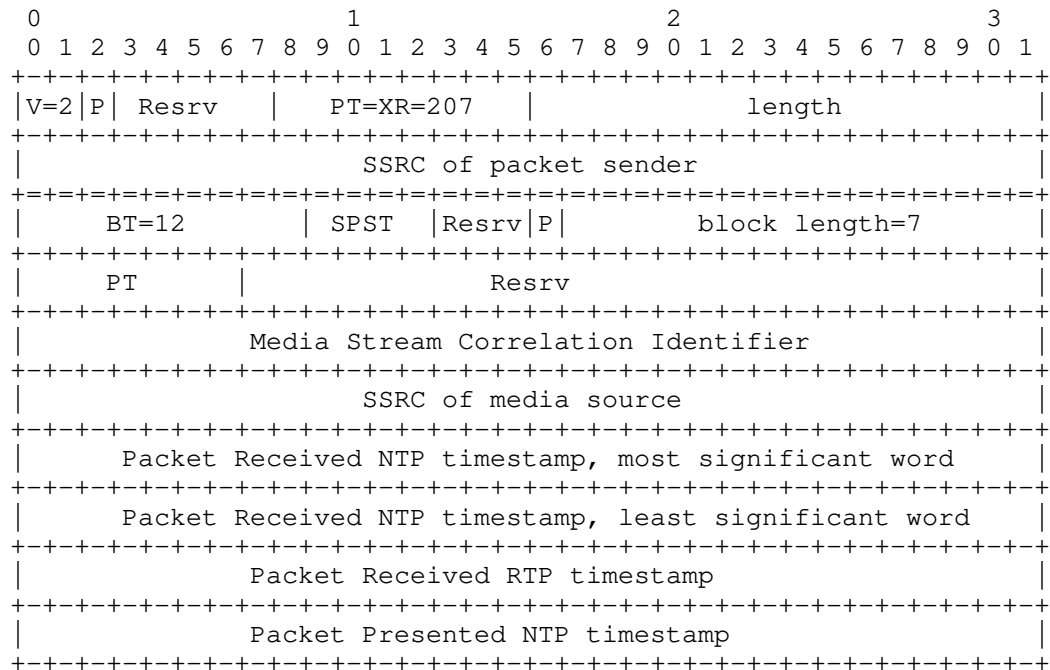 0                   1                   2                   3
 0 1 2 3 4 5 6 7 8 9 0 1 2 3 4 5 6 7 8 9 0 1 2 3 4 5 6 7 8 9 0 1
+-+-+-+-+-+-+-+-+-+-+-+-+-+-+-+-+-+-+-+-+-+-+-+-+-+-+-+-+-+-+-+-+
|V=2|P| Resrv   |   PT=XR=207   |             length            |
+-+-+-+-+-+-+-+-+-+-+-+-+-+-+-+-+-+-+-+-+-+-+-+-+-+-+-+-+-+-+-+-+
|                     SSRC of packet sender                     |
+=+=+=+=+=+=+=+=+=+=+=+=+=+=+=+=+=+=+=+=+=+=+=+=+=+=+=+=+=+=+=+=+
|     BT=12       | SPST  |Resrv|P|        block length=7       |
+-+-+-+-+-+-+-+-+-+-+-+-+-+-+-+-+-+-+-+-+-+-+-+-+-+-+-+-+-+-+-+-+
|     PT      |               Resrv                             |
+-+-+-+-+-+-+-+-+-+-+-+-+-+-+-+-+-+-+-+-+-+-+-+-+-+-+-+-+-+-+-+-+
|              Media Stream Correlation Identifier              |
+-+-+-+-+-+-+-+-+-+-+-+-+-+-+-+-+-+-+-+-+-+-+-+-+-+-+-+-+-+-+-+-+
|                     SSRC of media source                      |
+-+-+-+-+-+-+-+-+-+-+-+-+-+-+-+-+-+-+-+-+-+-+-+-+-+-+-+-+-+-+-+-+
|      Packet Received NTP timestamp, most significant word     |
+-+-+-+-+-+-+-+-+-+-+-+-+-+-+-+-+-+-+-+-+-+-+-+-+-+-+-+-+-+-+-+-+
|      Packet Received NTP timestamp, least significant word    |
+-+-+-+-+-+-+-+-+-+-+-+-+-+-+-+-+-+-+-+-+-+-+-+-+-+-+-+-+-+-+-+-+
|              Packet Received RTP timestamp                    |
+-+-+-+-+-+-+-+-+-+-+-+-+-+-+-+-+-+-+-+-+-+-+-+-+-+-+-+-+-+-+-+-+
|              Packet Presented NTP timestamp                   |
+-+-+-+-+-+-+-+-+-+-+-+-+-+-+-+-+-+-+-+-+-+-+-+-+-+-+-+-+-+-+-+-+